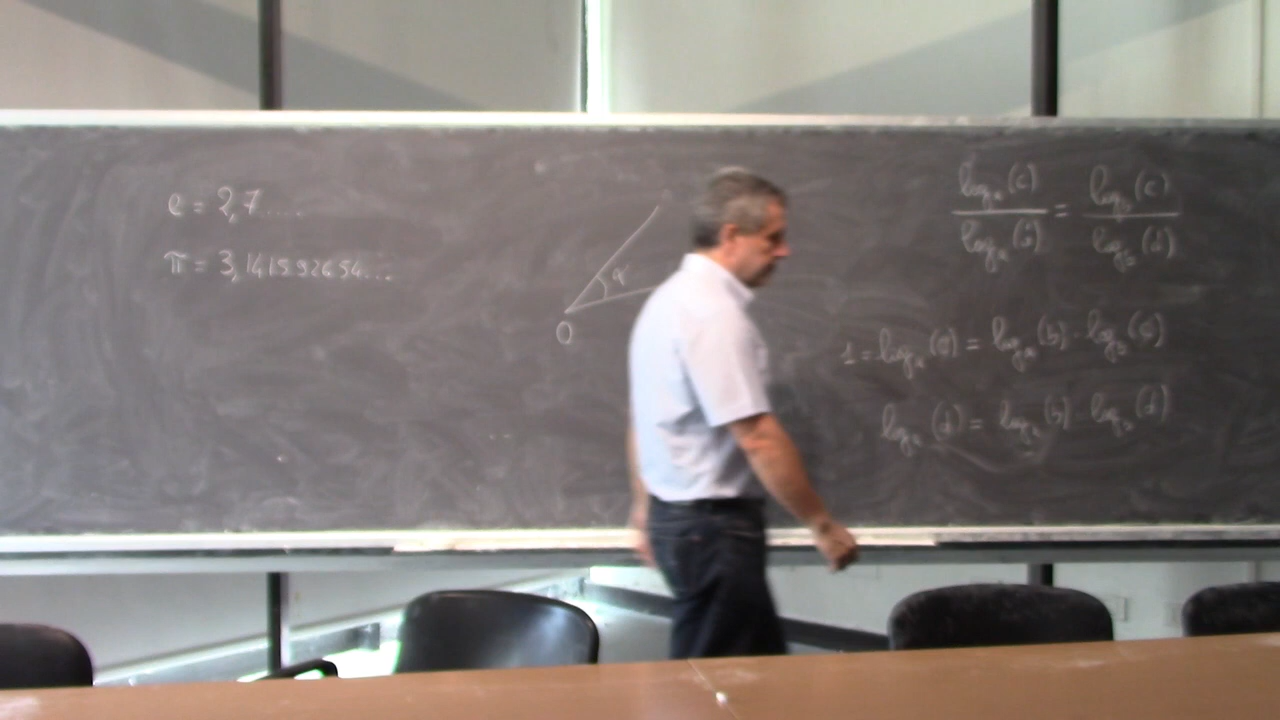 e = 2,7.....
π = 3,141592654...
α
O
log_a(c) / log_a(d) = log_b(c) / log_b(d)
1 = log_a(a) = log_a(b) · log_b(a)
log_a(d) = log_a(b) · log_b(d)